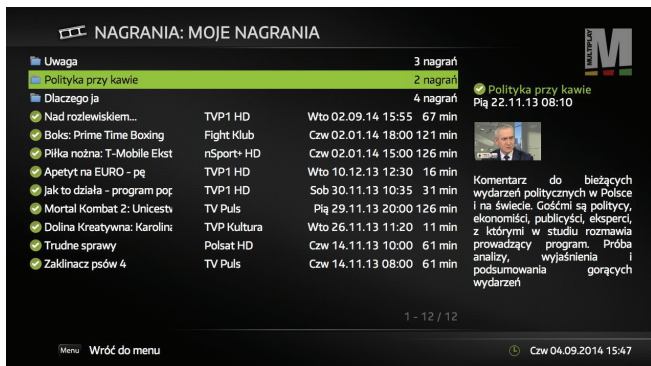 NAGRANIA: MOJE NAGRANIA
MULTIPLAY
M
Uwaga 3 nagrań
Polityka przy kawie 2 nagrań
Dlaczego ja 4 nagrań
Nad rozlewiskiem... TVP1 HD Wto 02.09.14 15:55 67 min
Boks: Prime Time Boxing Fight Klub Czw 02.01.14 18:00 121 min
Piłka nożna: T-Mobile Ekst nSport+ HD Czw 02.01.14 15:00 126 min
Apetyt na EURO - pę TVP1 HD Wto 10.12.13 12:30 16 min
Jak to działa - program pop TVP1 HD Sob 30.11.13 10:35 31 min
Mortal Kombat 2: Unicestw TV Puls Pią 29.11.13 20:00 126 min
Dolina Kreatywna: Karolina TVP Kultura Wto 26.11.13 11:20 11 min
Trudne sprawy Polsat HD Czw 14.11.13 10:00 61 min
Zaklinacz psów 4 TV Puls Czw 14.11.13 08:00 61 min
1 - 12 / 12
Polityka przy kawie
Pią 22.11.13 08:10
Komentarz do bieżących
wydarzeń politycznych w Polsce
i na świecie. Gośćmi są politycy,
ekonomiści, publicyści, eksperci,
z którymi w studiu rozmawia
prowadzący program. Próba
analizy, wyjaśnienia i
podsumowania gorących
wydarzeń
Menu Wróć do menu
Czw 04.09.2014 15:47